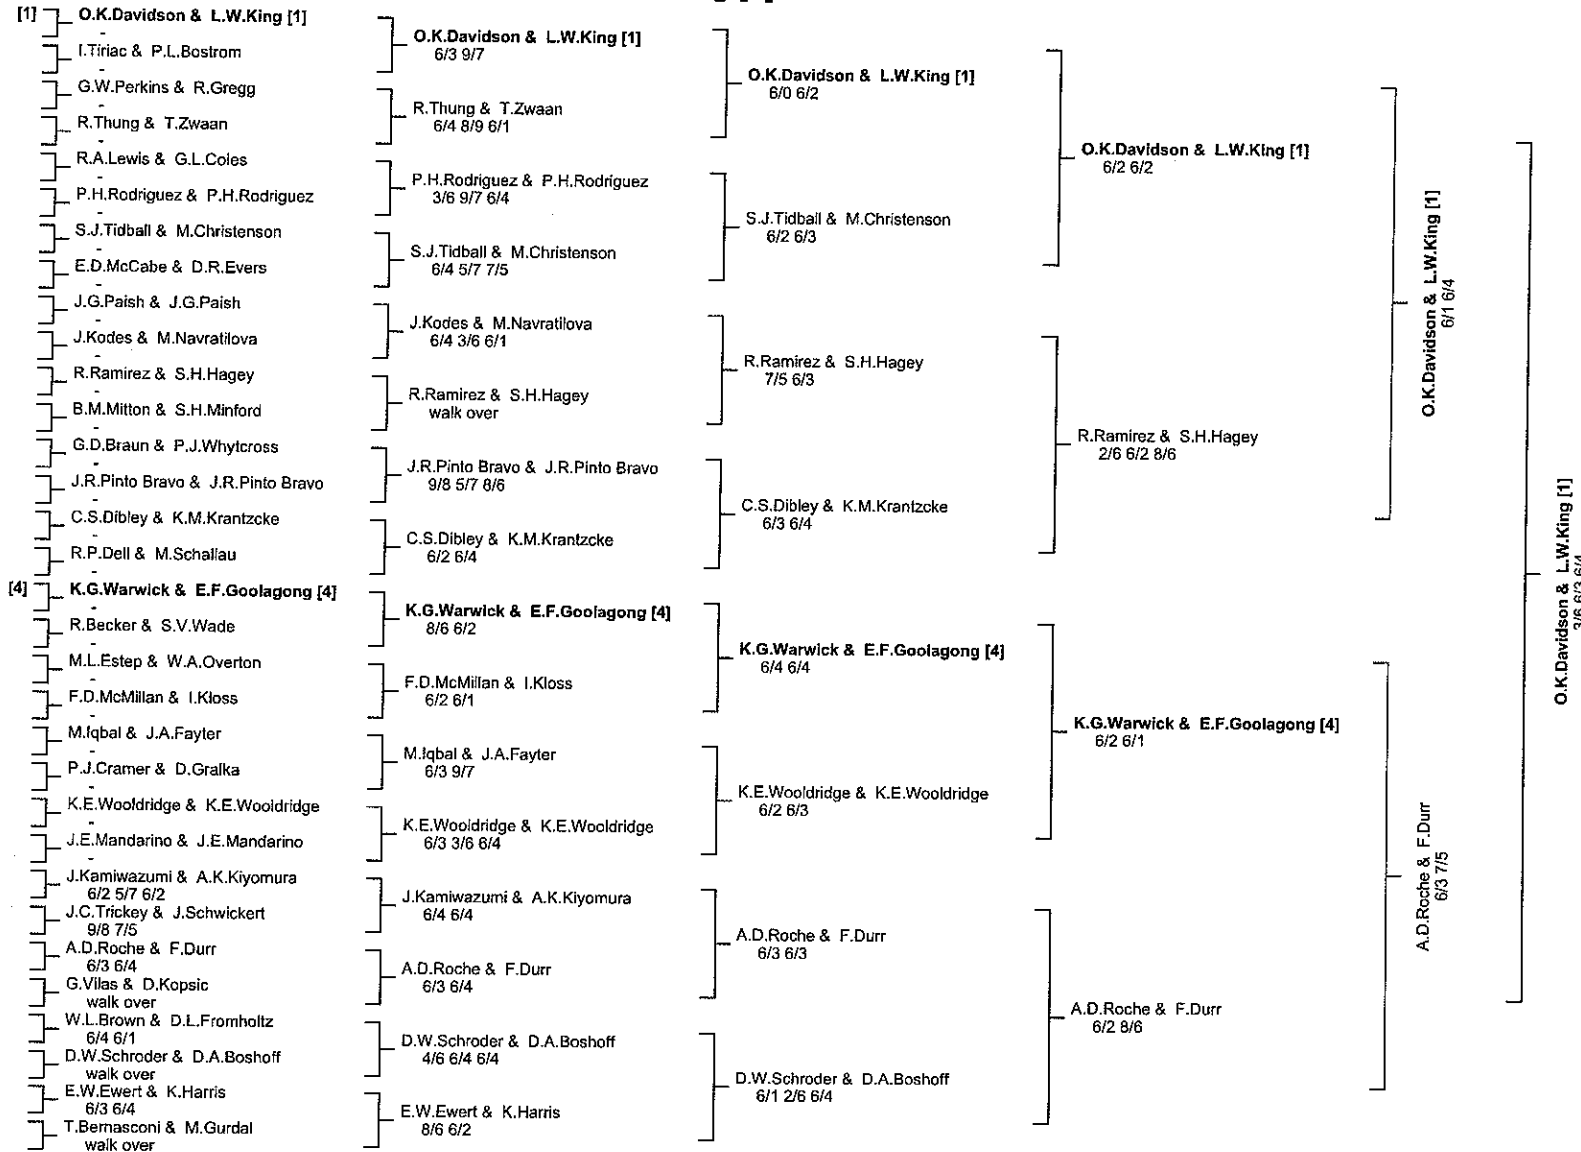 [1] O.K.Davidson & L.W.King [1]
-
I.Tiriac & P.L.Bostrom
G.W.Perkins & R.Gregg
-
R.Thung & T.Zwaan
R.A.Lewis & G.L.Coles
-
P.H.Rodriguez & P.H.Rodriguez
-
S.J.Tidball & M.Christenson
-
E.D.McCabe & D.R.Evers
J.G.Paish & J.G.Paish
-
J.Kodes & M.Navratilova
-
R.Ramirez & S.H.Hagey
-
B.M.Mitton & S.H.Minford
G.D.Braun & P.J.Whytcross
-
J.R.Pinto Bravo & J.R.Pinto Bravo
-
C.S.Dibley & K.M.Krantzcke
-
R.P.Dell & M.Schallau
[4] K.G.Warwick & E.F.Goolagong [4]
-
R.Becker & S.V.Wade
-
M.L.Estep & W.A.Overton
-
F.D.McMillan & I.Kloss
-
M.Iqbal & J.A.Fayter
-
P.J.Cramer & D.Gralka
-
K.E.Wooldridge & K.E.Wooldridge
-
J.E.Mandarino & J.E.Mandarino
-
J.Kamiwazumi & A.K.Kiyomura
6/2 5/7 6/2
J.C.Trickey & J.Schwickert
9/8 7/5
A.D.Roche & F.Durr
6/3 6/4
G.Vilas & D.Kopsic
walk over
W.L.Brown & D.L.Fromholtz
6/4 6/1
D.W.Schroder & D.A.Boshoff
walk over
E.W.Ewert & K.Harris
6/3 6/4
T.Bernasconi & M.Gurdal
walk over
O.K.Davidson & L.W.King [1]
6/3 9/7
R.Thung & T.Zwaan
6/4 8/9 6/1
P.H.Rodriguez & P.H.Rodriguez
3/6 9/7 6/4
S.J.Tidball & M.Christenson
6/4 5/7 7/5
J.Kodes & M.Navratilova
6/4 3/6 6/1
R.Ramirez & S.H.Hagey
walk over
J.R.Pinto Bravo & J.R.Pinto Bravo
9/8 5/7 8/6
C.S.Dibley & K.M.Krantzcke
6/2 6/4
K.G.Warwick & E.F.Goolagong [4]
8/6 6/2
F.D.McMillan & I.Kloss
6/2 6/1
M.Iqbal & J.A.Fayter
6/3 9/7
K.E.Wooldridge & K.E.Wooldridge
6/3 3/6 6/4
J.Kamiwazumi & A.K.Kiyomura
6/4 6/4
A.D.Roche & F.Durr
6/3 6/4
D.W.Schroder & D.A.Boshoff
4/6 6/4 6/4
E.W.Ewert & K.Harris
8/6 6/2
O.K.Davidson & L.W.King [1]
6/0 6/2
S.J.Tidball & M.Christenson
6/2 6/3
R.Ramirez & S.H.Hagey
7/5 6/3
C.S.Dibley & K.M.Krantzcke
6/3 6/4
K.G.Warwick & E.F.Goolagong [4]
6/4 6/4
K.E.Wooldridge & K.E.Wooldridge
6/2 6/3
A.D.Roche & F.Durr
6/3 6/3
D.W.Schroder & D.A.Boshoff
6/1 2/6 6/4
O.K.Davidson & L.W.King [1]
6/2 6/2
R.Ramirez & S.H.Hagey
2/6 6/2 8/6
K.G.Warwick & E.F.Goolagong [4]
6/2 6/1
A.D.Roche & F.Durr
6/2 8/6
O.K.Davidson & L.W.King [1]
6/1 6/4
A.D.Roche & F.Durr
6/3 7/5
O.K.Davidson & L.W.King [1]
3/6 6/3 6/4